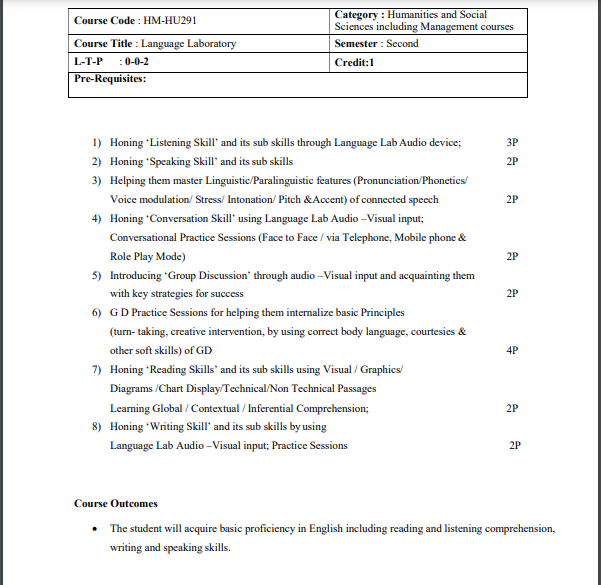 Course Code : HM-HU291
Category : Humanities and Social
Sciences including Management courses
Course Title : Language Laboratory
Semester : Second
L-T-P : 0-0-2
Credit:1
Pre-Requisites:
1) Honing ‘Listening Skill’ and its sub skills through Language Lab Audio device; 3P
2) Honing ‘Speaking Skill’ and its sub skills 2P
3) Helping them master Linguistic/Paralinguistic features (Pronunciation/Phonetics/
Voice modulation/ Stress/ Intonation/ Pitch &Accent) of connected speech 2P
4) Honing ‘Conversation Skill’ using Language Lab Audio –Visual input;
Conversational Practice Sessions (Face to Face / via Telephone, Mobile phone &
Role Play Mode) 2P
5) Introducing ‘Group Discussion’ through audio –Visual input and acquainting them
with key strategies for success 2P
6) G D Practice Sessions for helping them internalize basic Principles
(turn- taking, creative intervention, by using correct body language, courtesies &
other soft skills) of GD 4P
7) Honing ‘Reading Skills’ and its sub skills using Visual / Graphics/
Diagrams /Chart Display/Technical/Non Technical Passages
Learning Global / Contextual / Inferential Comprehension; 2P
8) Honing ‘Writing Skill’ and its sub skills by using
Language Lab Audio –Visual input; Practice Sessions 2P
Course Outcomes
• The student will acquire basic proficiency in English including reading and listening comprehension,
writing and speaking skills.